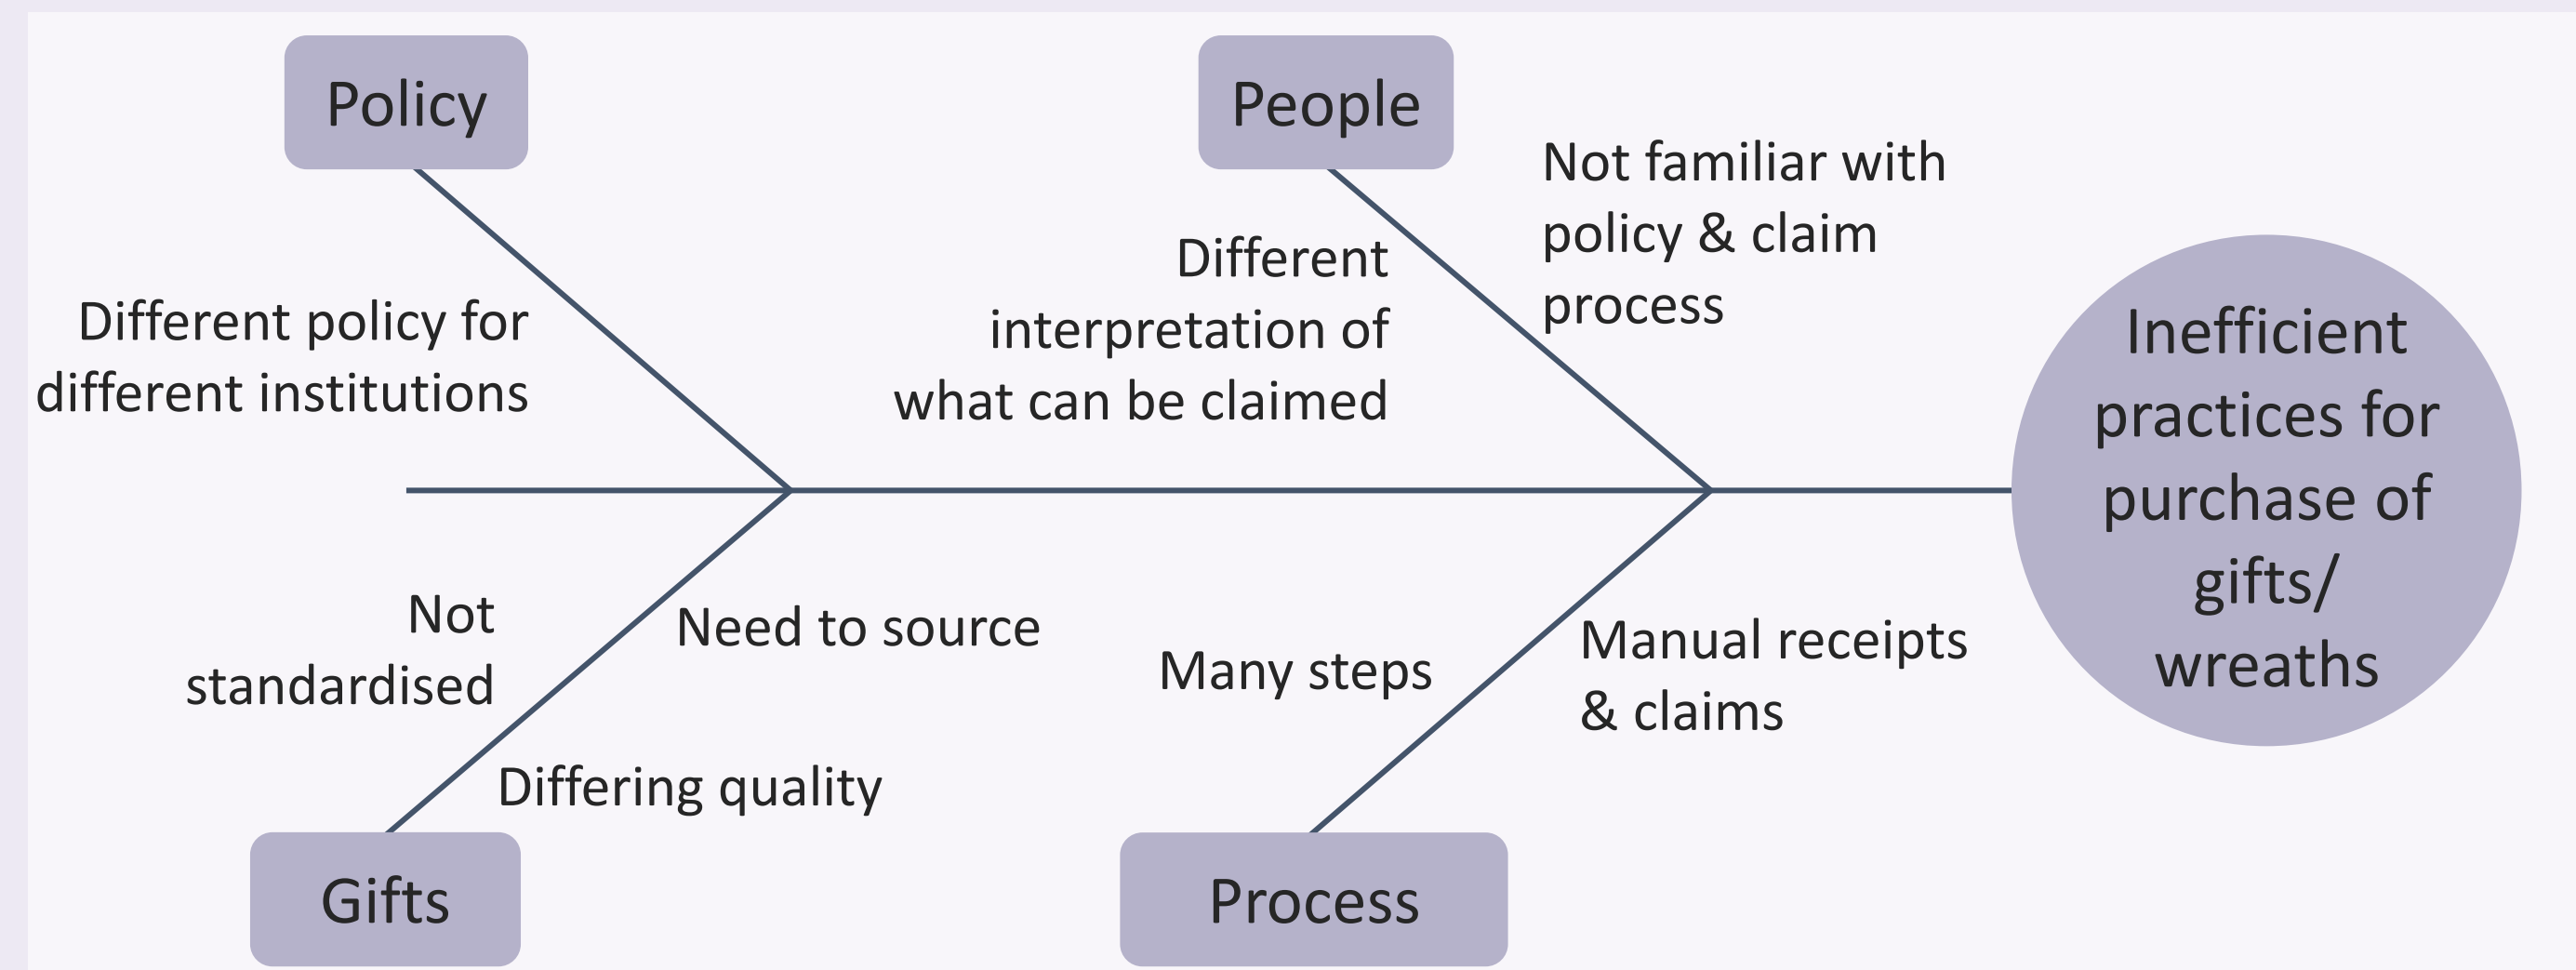 Policy
People
Not familiar with
policy & claim
process
Different
interpretation of
what can be claimed
Different policy for
different institutions
Inefficient
practices for
purchase of
gifts/
wreaths
Not
standardised
Need to source
Differing quality
Many steps
Manual receipts
& claims
Gifts
Process